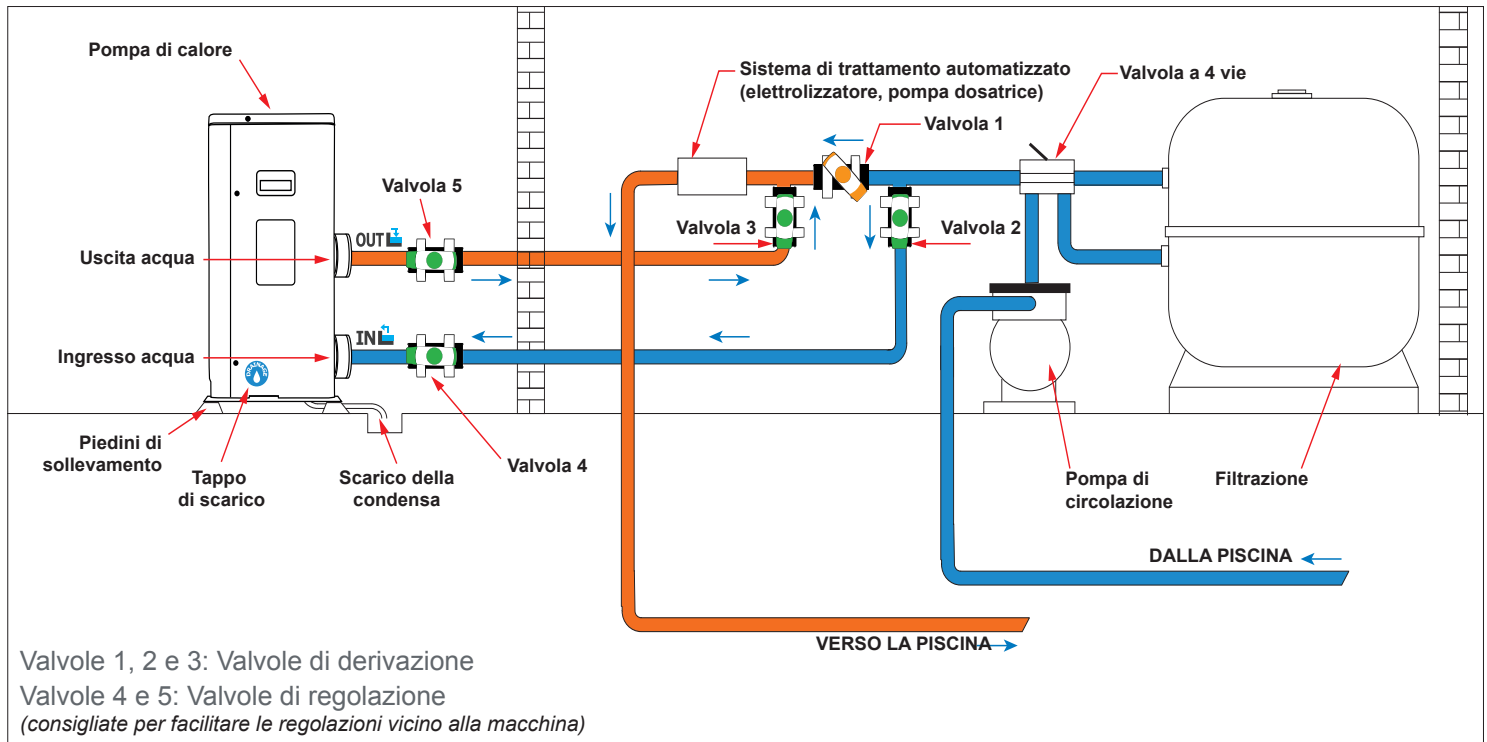 Pompa di calore
Sistema di trattamento automatizzato
(elettrolizzatore, pompa dosatrice)
Valvola a 4 vie
Valvola 1
Valvola 5
Valvola 3
Valvola 2
OUT
Uscita acqua
IN
Ingresso acqua
DRAINAGE
Piedini di
sollevamento
Tappo
di scarico
Scarico della
condensa
Valvola 4
Pompa di
circolazione
Filtrazione
DALLA PISCINA
VERSO LA PISCINA
Valvole 1, 2 e 3: Valvole di derivazione
Valvole 4 e 5: Valvole di regolazione
(consigliate per facilitare le regolazioni vicino alla macchina)